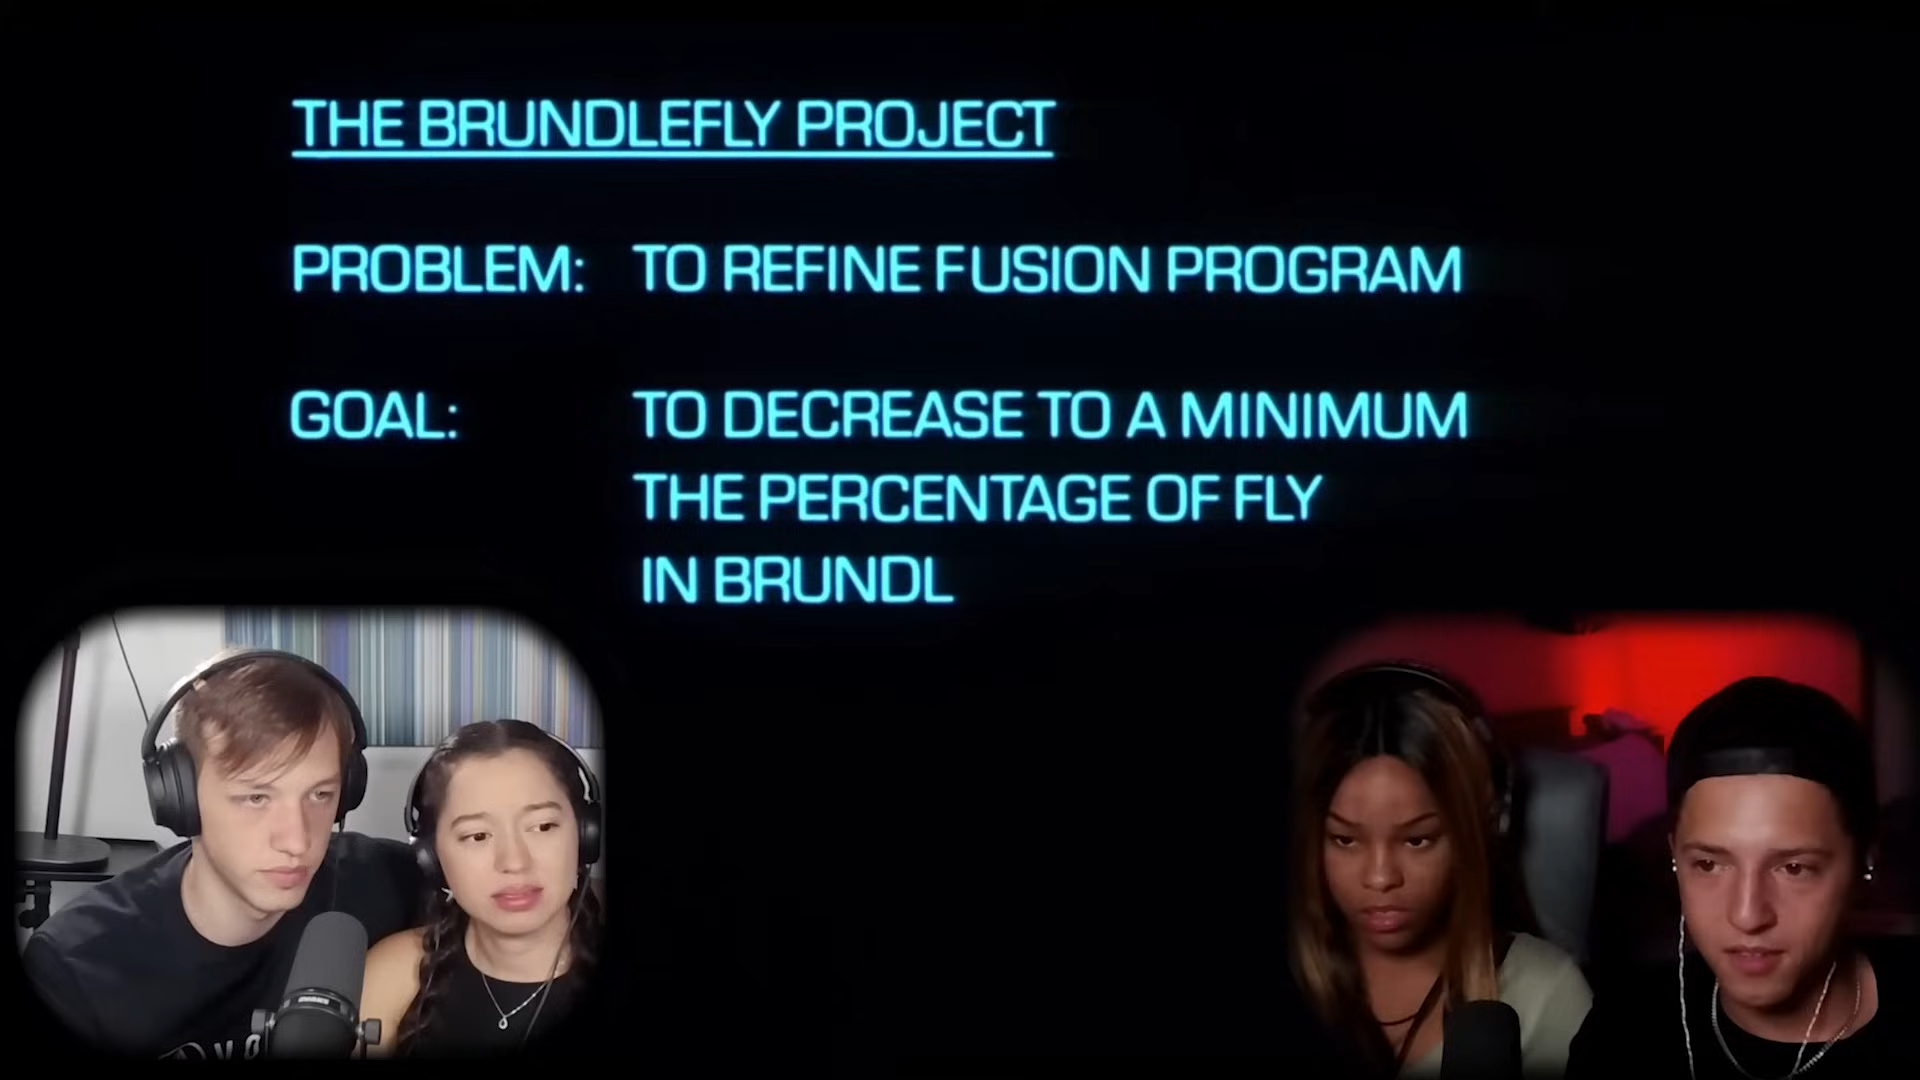 THE BRUNDLEFLY PROJECT
PROBLEM: TO REFINE FUSION PROGRAM
GOAL: TO DECREASE TO A MINIMUM
THE PERCENTAGE OF FLY
IN BRUNDL